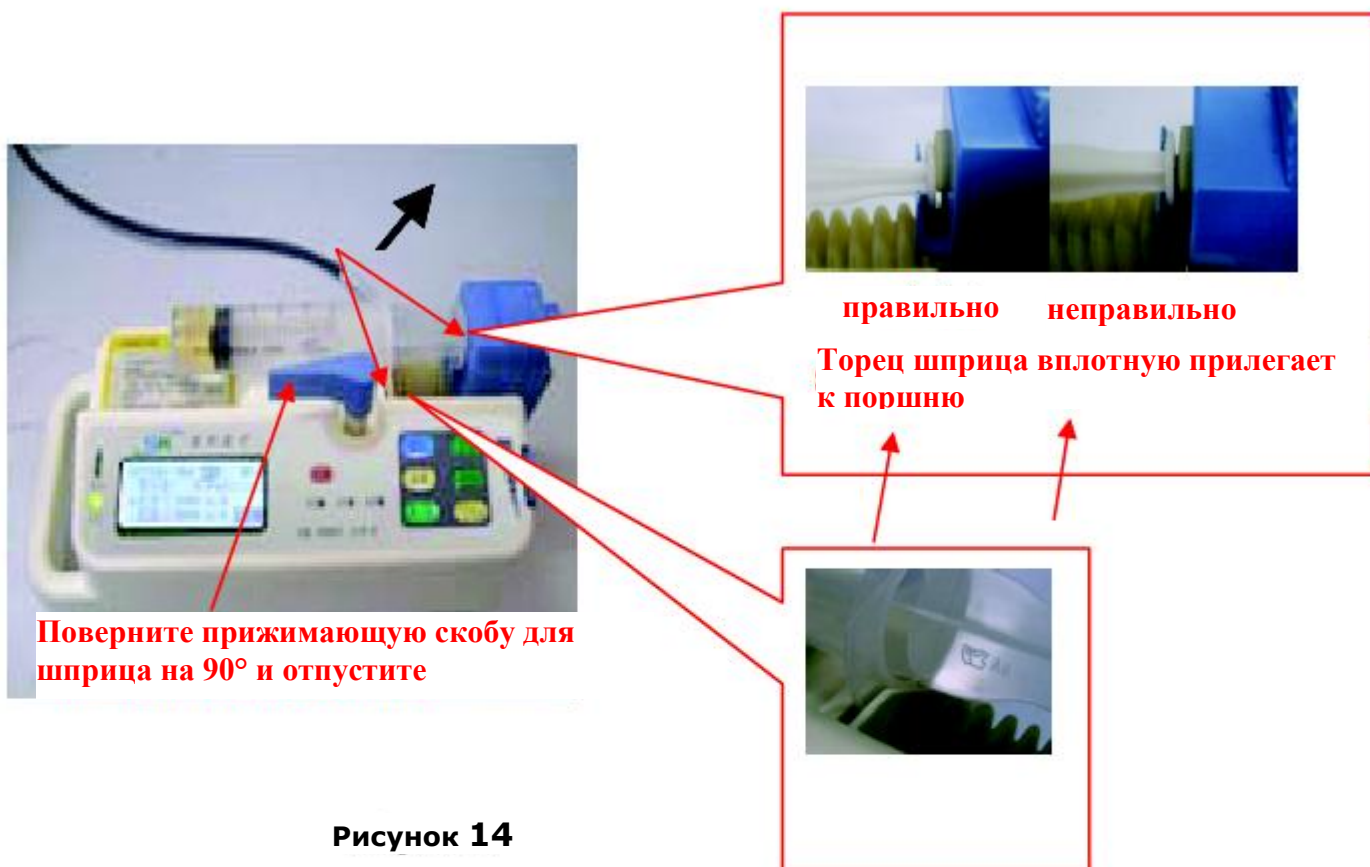 правильно неправильно
Торец шприца вплотную прилегает
к поршню
Поверните прижимающую скобу для
шприца на 90° и отпустите
Рисунок 14